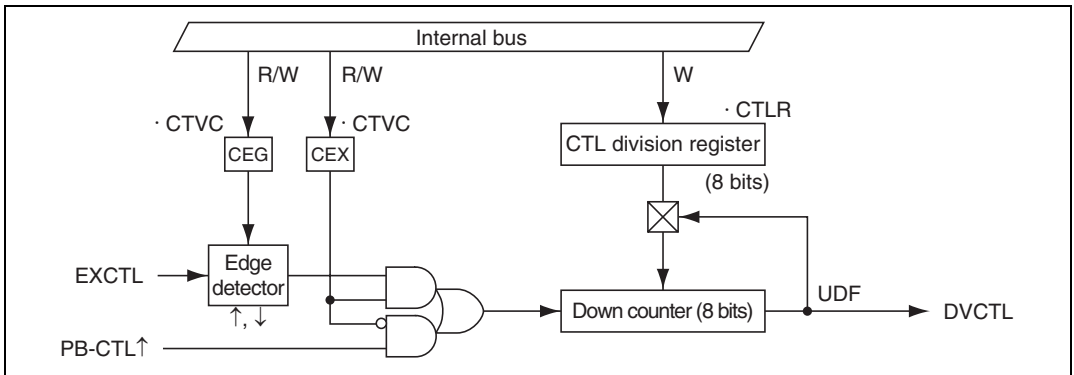 Internal bus
R/W
R/W
W
· CTVC
· CTVC
· CTLR
CEG
CEX
CTL division register
(8 bits)
EXCTL
Edge
detector
↑, ↓
Down counter (8 bits)
UDF
DVCTL
PB-CTL↑